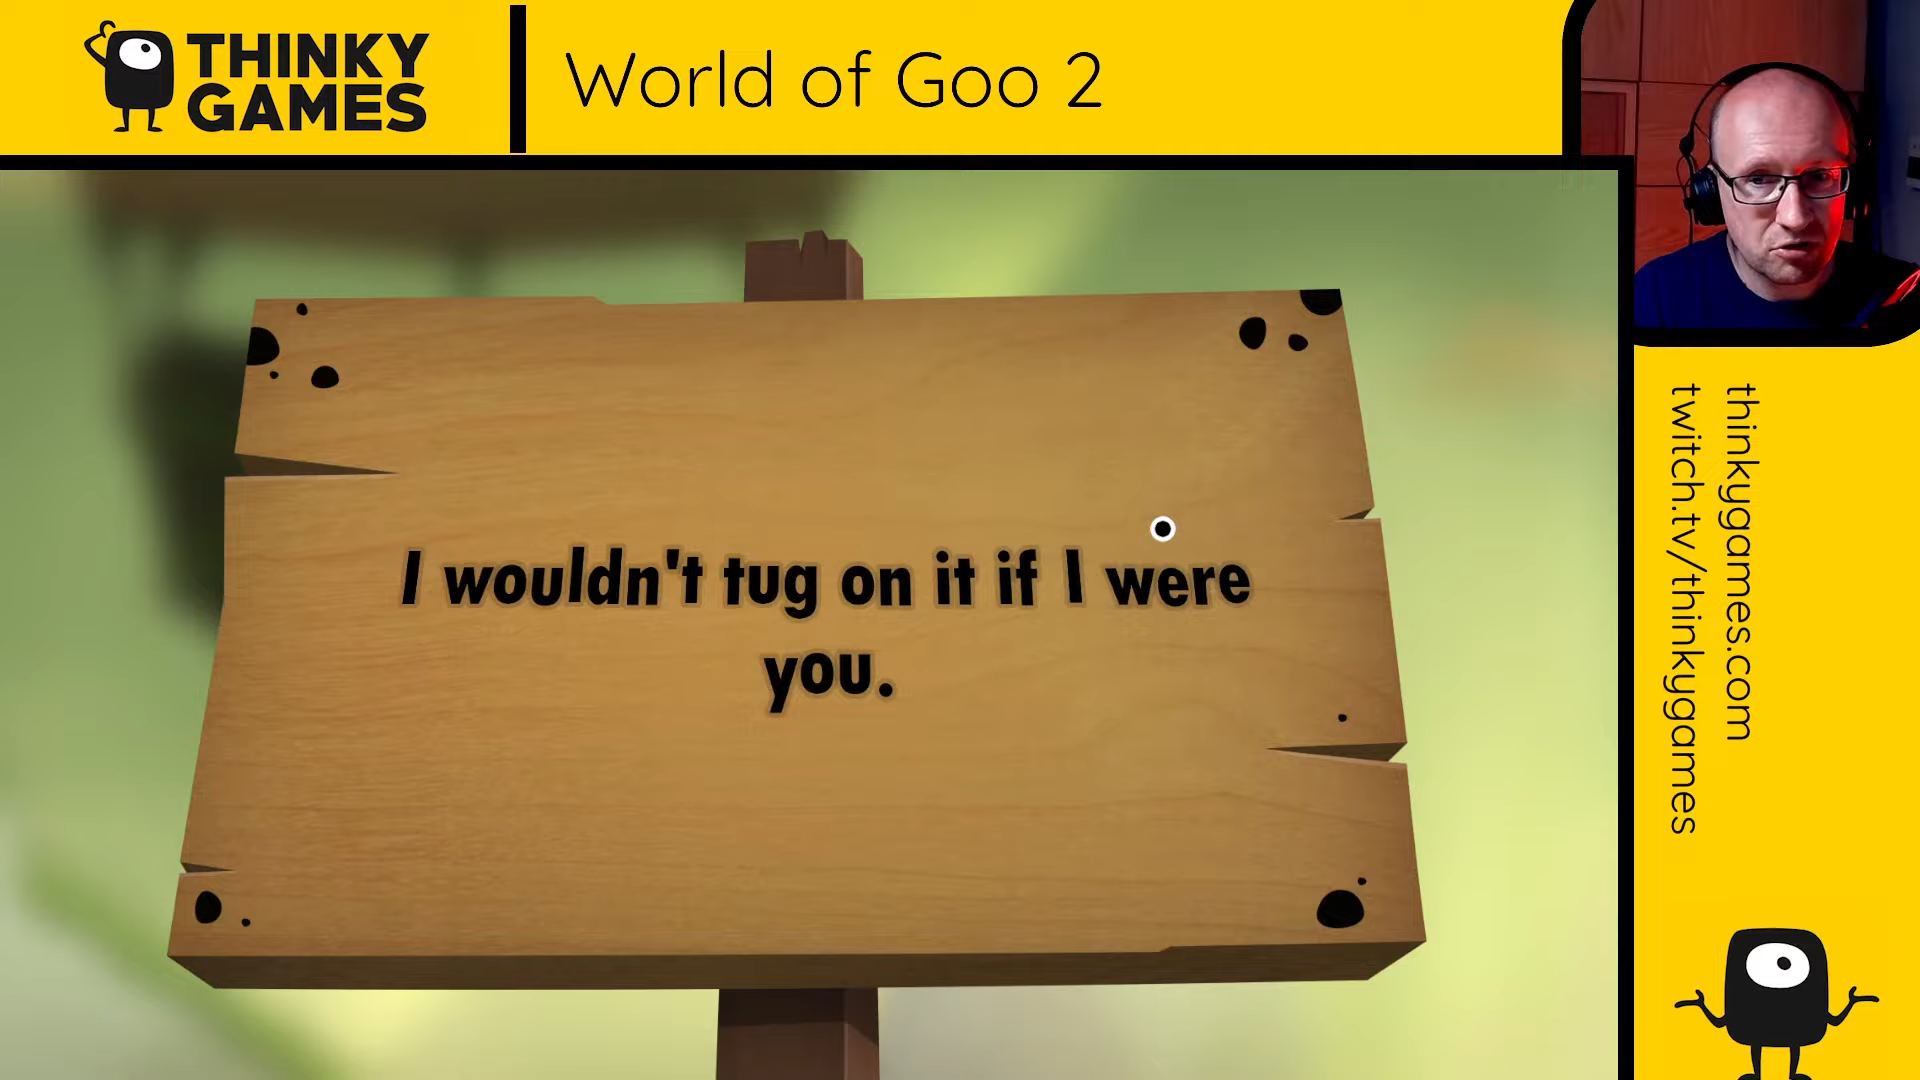 THINKY
GAMES
World of Goo 2
I wouldn't tug on it if I were
you.
thinkygames.com
twitch.tv/thinkygames